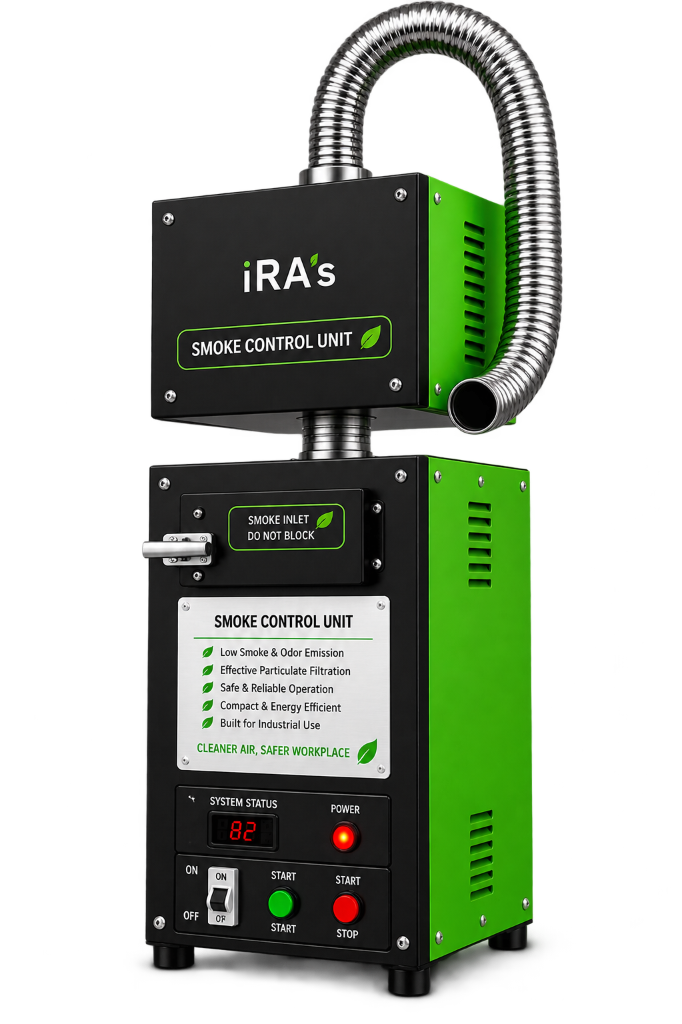 iRA's
SMOKE CONTROL UNIT
SMOKE INLET
DO NOT BLOCK
SMOKE CONTROL UNIT
Low Smoke & Odor Emission
Effective Particulate Filtration
Safe & Reliable Operation
Compact & Energy Efficient
Built for Industrial Use
CLEANER AIR, SAFER WORKPLACE
SYSTEM STATUS
POWER
82
ON
ON
START
START
OFF
OF
START
STOP